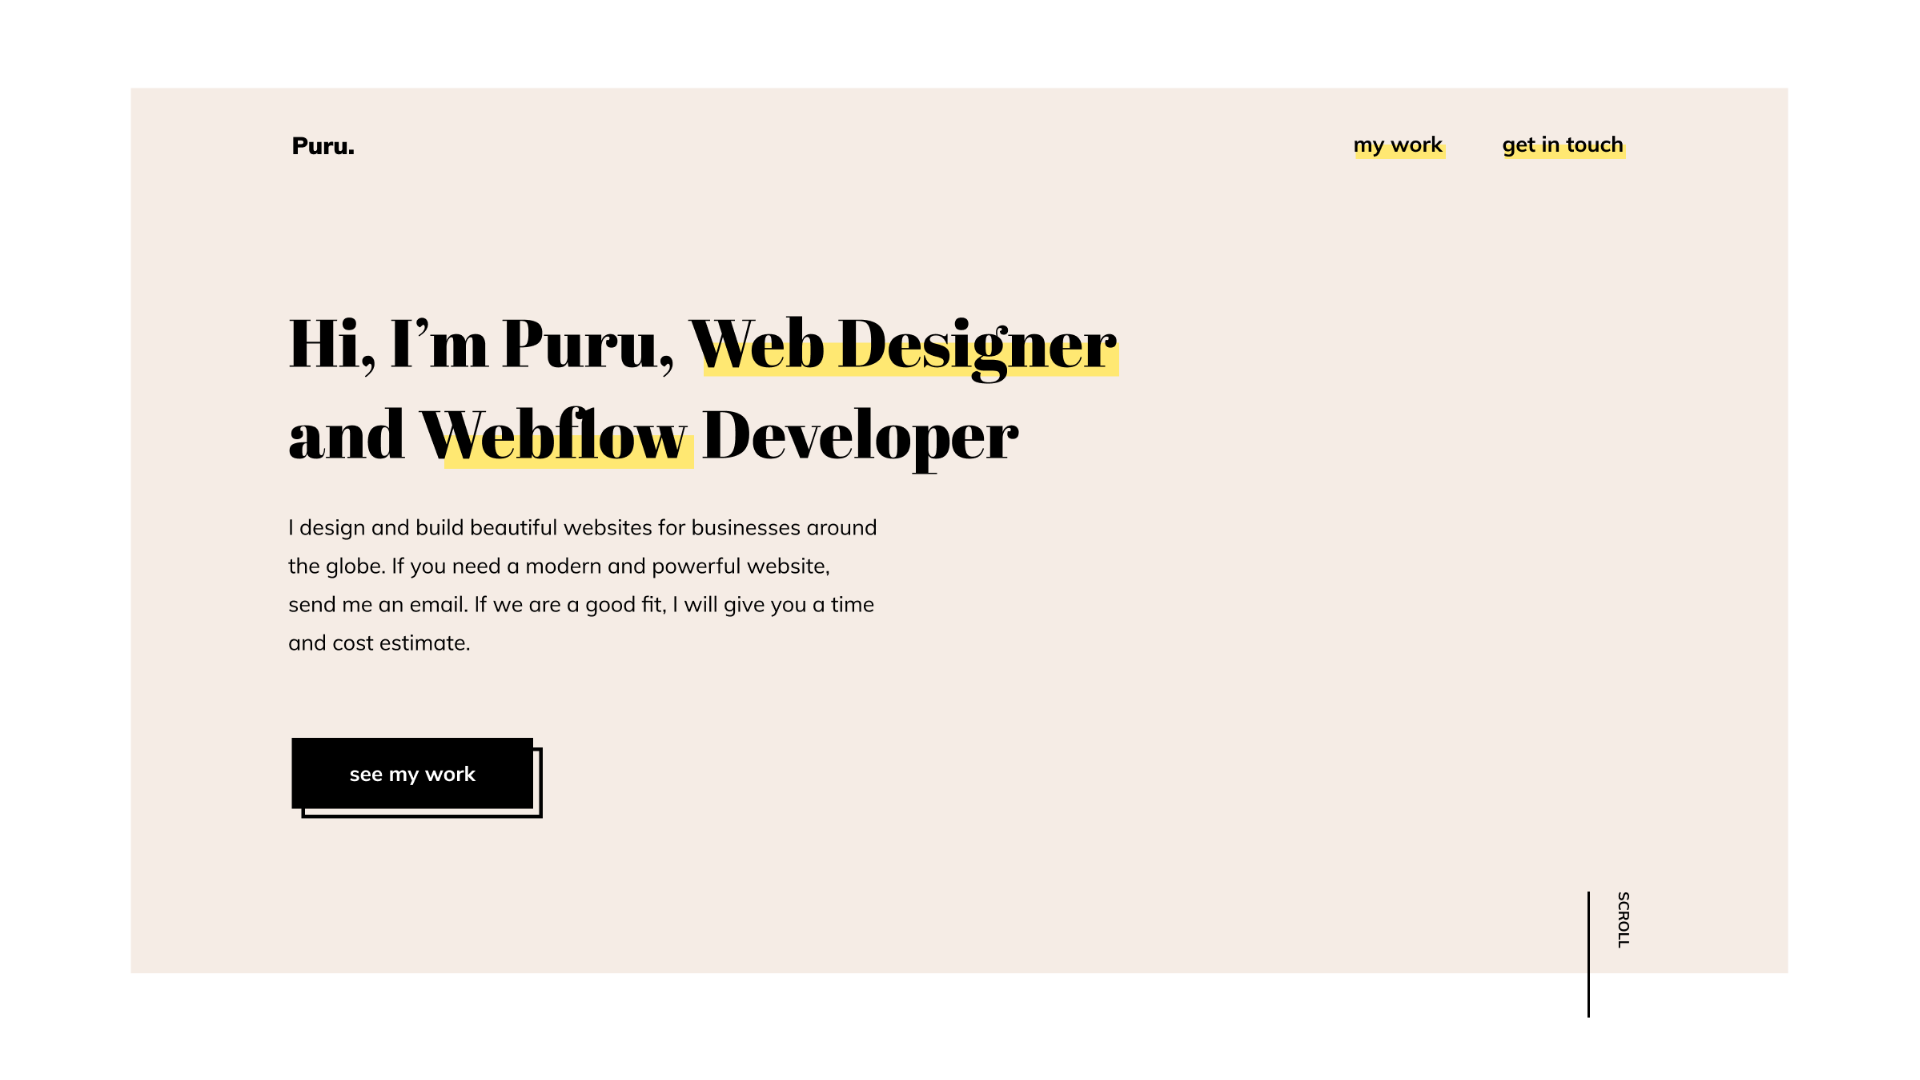 Puru.
my work
get in touch
Hi, I’m Puru, Web Designer
and Webflow Developer
I design and build beautiful websites for businesses around
the globe. If you need a modern and powerful website,
send me an email. If we are a good fit, I will give you a time
and cost estimate.
see my work
SCROLL